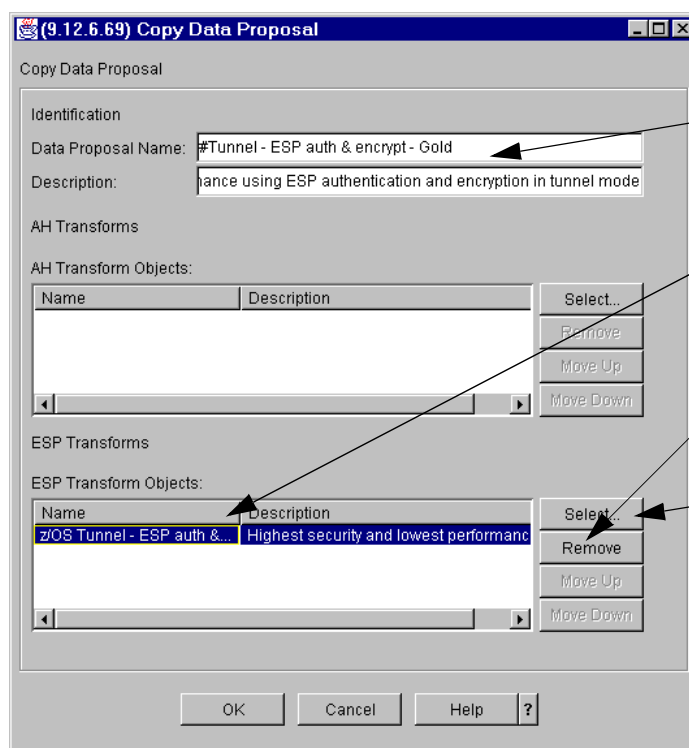 (9.12.6.69) Copy Data Proposal
Copy Data Proposal
Identification
Data Proposal Name: #Tunnel - ESP auth & encrypt - Gold
Description: nance using ESP authentication and encryption in tunnel mode
AH Transforms
AH Transform Objects:
Name Description Select...
Remove
Move Up
Move Down
ESP Transforms
ESP Transform Objects:
Name Description Select...
z/OS Tunnel - ESP auth &... Highest security and lowest performanc Remove
Move Up
Move Down
OK Cancel Help ?